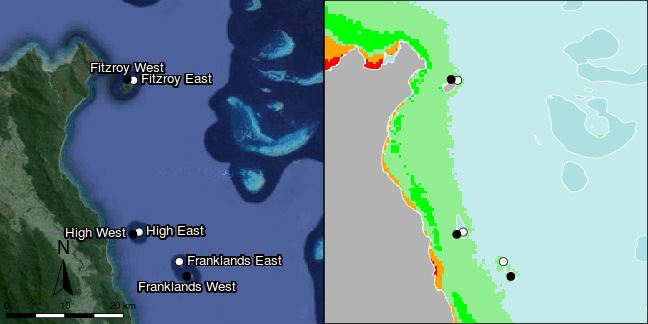 Fitzroy West
Fitzroy East
High West
High East
N
Franklands East
Franklands West
0 10 20 km